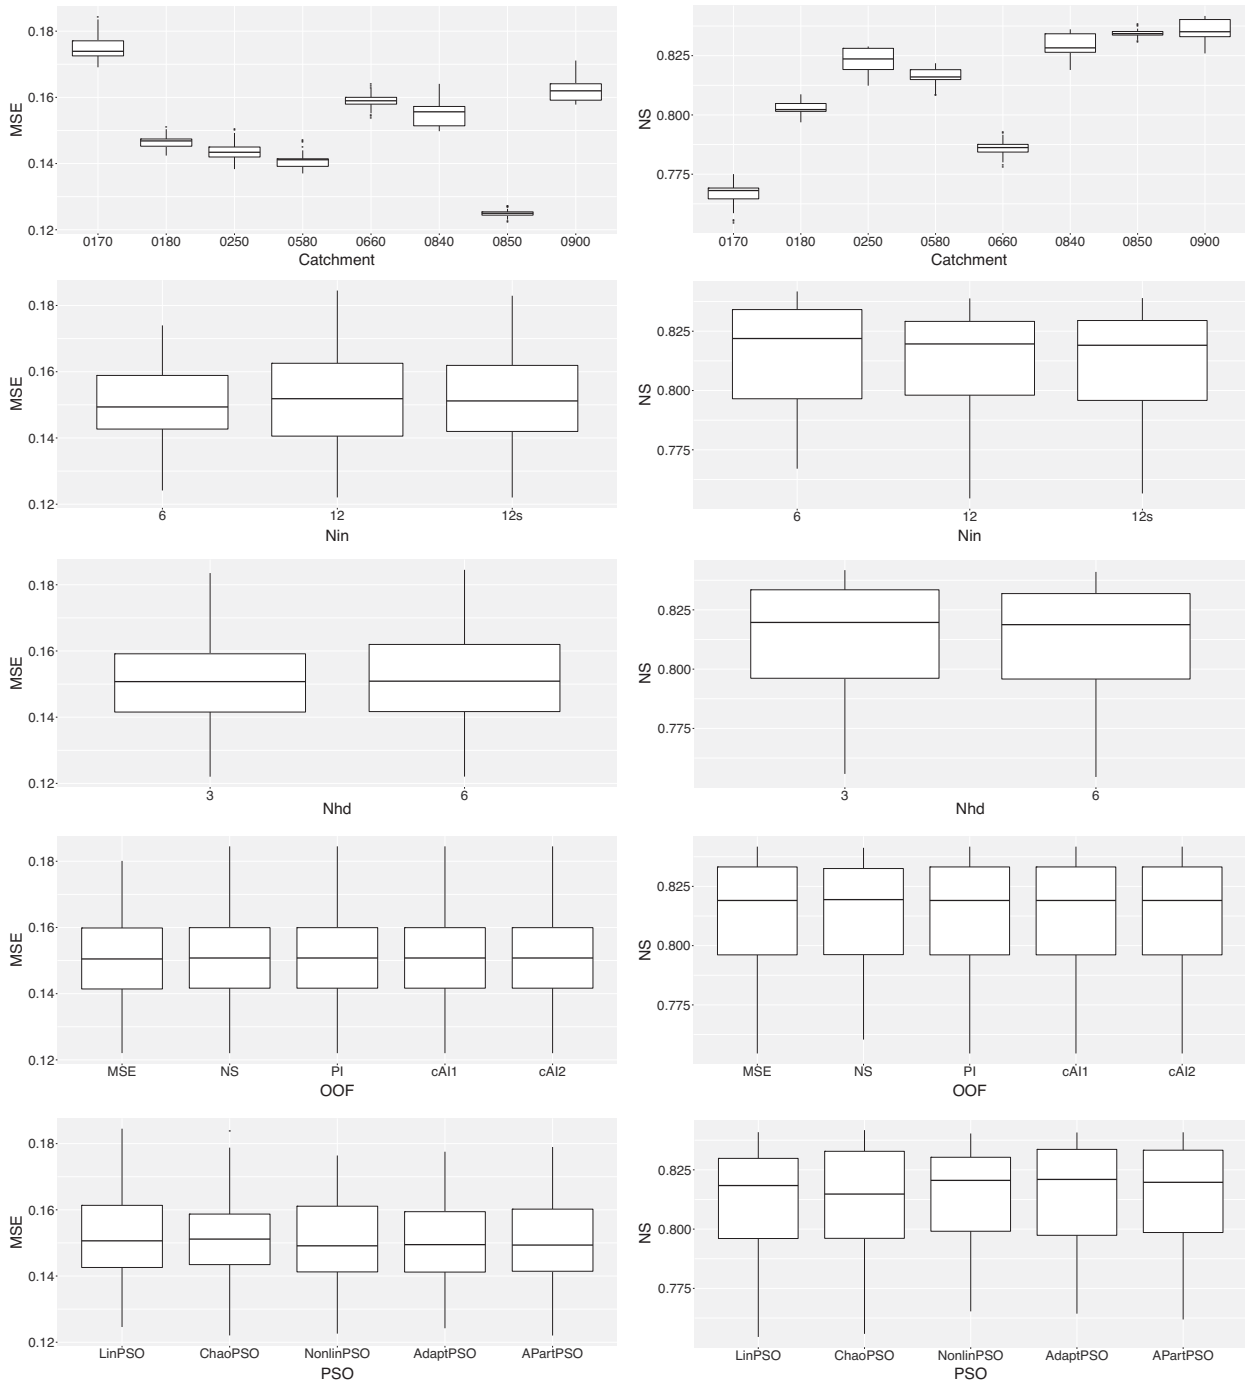 0.18
0.16
0.14
0.12
MSE
0170 0180 0250 0580 0660 0840 0850 0900
Catchment
0.825
0.800
0.775
NS
0170 0180 0250 0580 0660 0840 0850 0900
Catchment
0.18
0.16
0.14
0.12
MSE
6 12 12s
Nin
0.825
0.800
0.775
NS
6 12 12s
Nin
0.18
0.16
0.14
0.12
MSE
3 6
Nhd
0.825
0.800
0.775
NS
3 6
Nhd
0.18
0.16
0.14
0.12
MSE
MSE NS PI cAI1 cAI2
OOF
0.825
0.800
0.775
NS
MSE NS PI cAI1 cAI2
OOF
0.18
0.16
0.14
0.12
MSE
LinPSO ChaoPSO NonlinPSO AdaptPSO APartPSO
PSO
0.825
0.800
0.775
NS
LinPSO ChaoPSO NonlinPSO AdaptPSO APartPSO
PSO